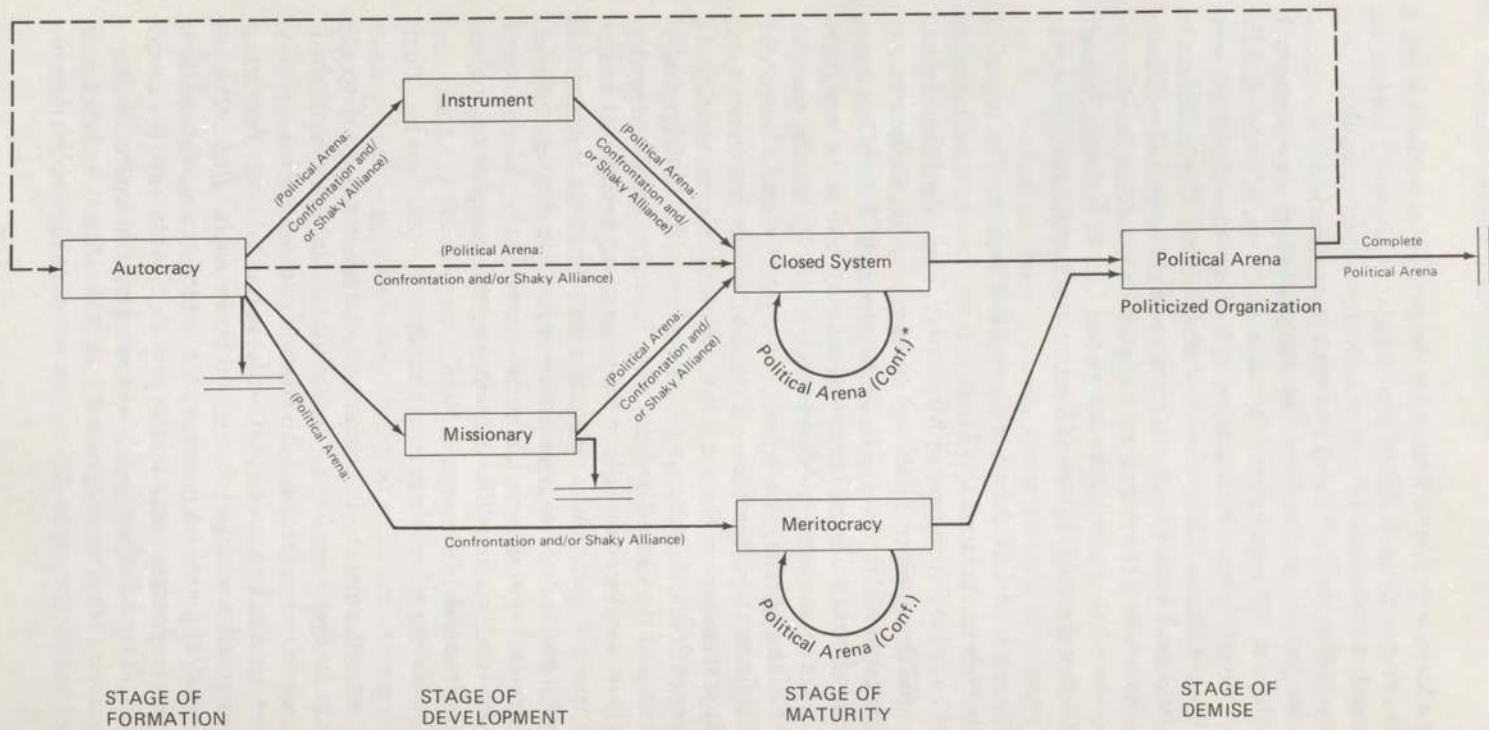 Instrument
(Political Arena:
Confrontation and/
or Shaky Alliance)
(Political Arena:
Confrontation and/
or Shaky Alliance)
Autocracy
(Political Arena:
Confrontation and/or Shaky Alliance)
Closed System
Political Arena
Politicized Organization
Complete
Political Arena
Political Arena (Conf.)*
(Political Arena:
Confrontation and/
or Shaky Alliance)
Missionary
(Political Arena:
Confrontation and/or Shaky Alliance)
Meritocracy
Political Arena (Conf.)
STAGE OF
FORMATION
STAGE OF
DEVELOPMENT
STAGE OF
MATURITY
STAGE OF
DEMISE